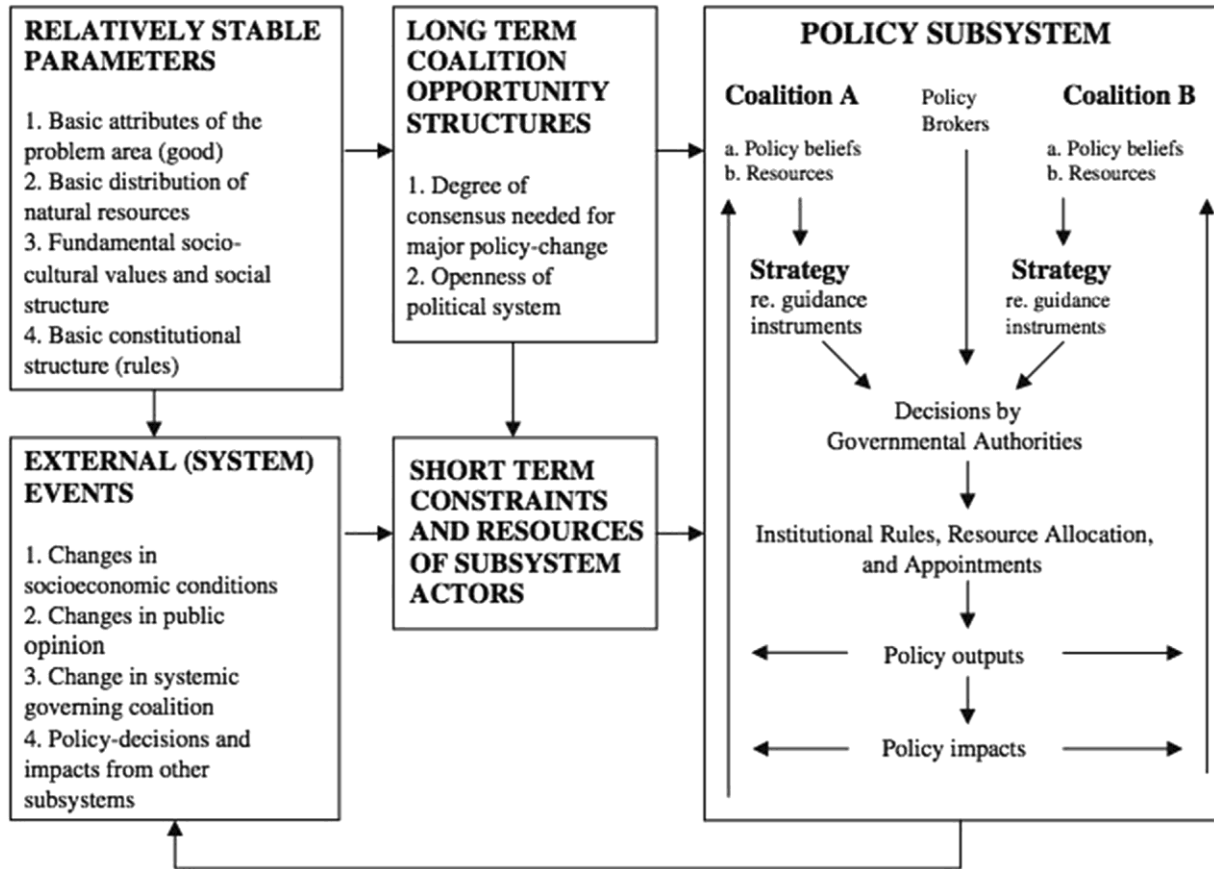 RELATIVELY STABLE
PARAMETERS
1. Basic attributes of the
problem area (good)
2. Basic distribution of
natural resources
3. Fundamental socio-
cultural values and social
structure
4. Basic constitutional
structure (rules)
LONG TERM
COALITION
OPPORTUNITY
STRUCTURES
1. Degree of
consensus needed for
major policy-change
2. Openness of
political system
POLICY SUBSYSTEM
Coalition A
a. Policy beliefs
b. Resources
Policy
Brokers
Coalition B
a. Policy beliefs
b. Resources
Strategy
re. guidance
instruments
Strategy
re. guidance
instruments
Decisions by
Governmental Authorities
Institutional Rules, Resource Allocation,
and Appointments
Policy outputs
Policy impacts
EXTERNAL (SYSTEM)
EVENTS
1. Changes in
socioeconomic conditions
2. Changes in public
opinion
3. Change in systemic
governing coalition
4. Policy-decisions and
impacts from other
subsystems
SHORT TERM
CONSTRAINTS
AND RESOURCES
OF SUBSYSTEM
ACTORS